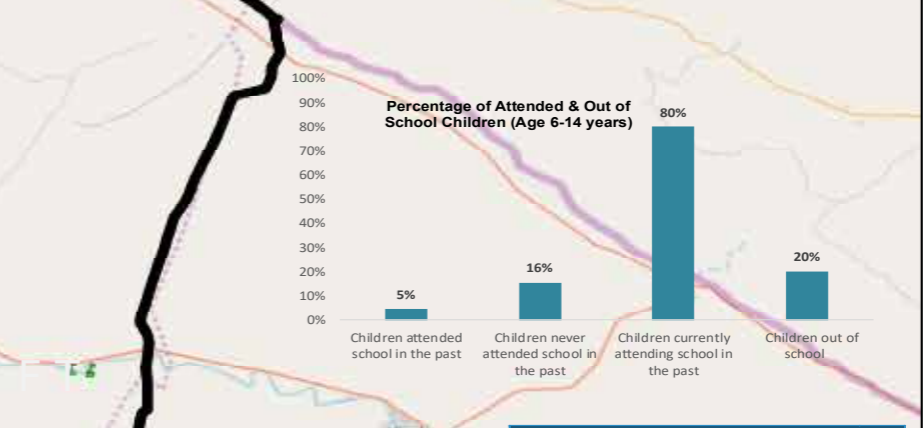 Percentage of Attended & Out of
School Children (Age 6-14 years)
100%
90%
80%
70%
60%
50%
40%
30%
20%
10%
0%
5%
16%
80%
20%
Children attended
school in the past
Children never
attended school in
the past
Children currently
attending school in
the past
Children out of
school